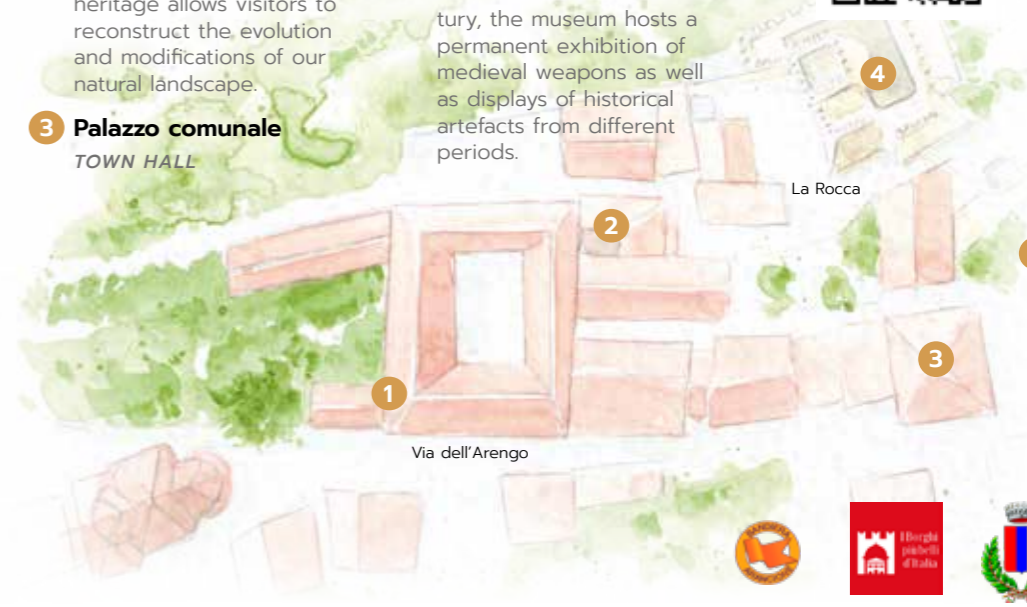 heritage allows visitors to
reconstruct the evolution
and modifications of our
natural landscape.
3 Palazzo comunale
TOWN HALL
tury, the museum hosts a
permanent exhibition of
medieval weapons as well
as displays of historical
artefacts from different
periods.
4
La Rocca
2
3
1
Via dell'Arengo
BANDIERA
ARANCIONE
I Borghi
più belli
d'Italia